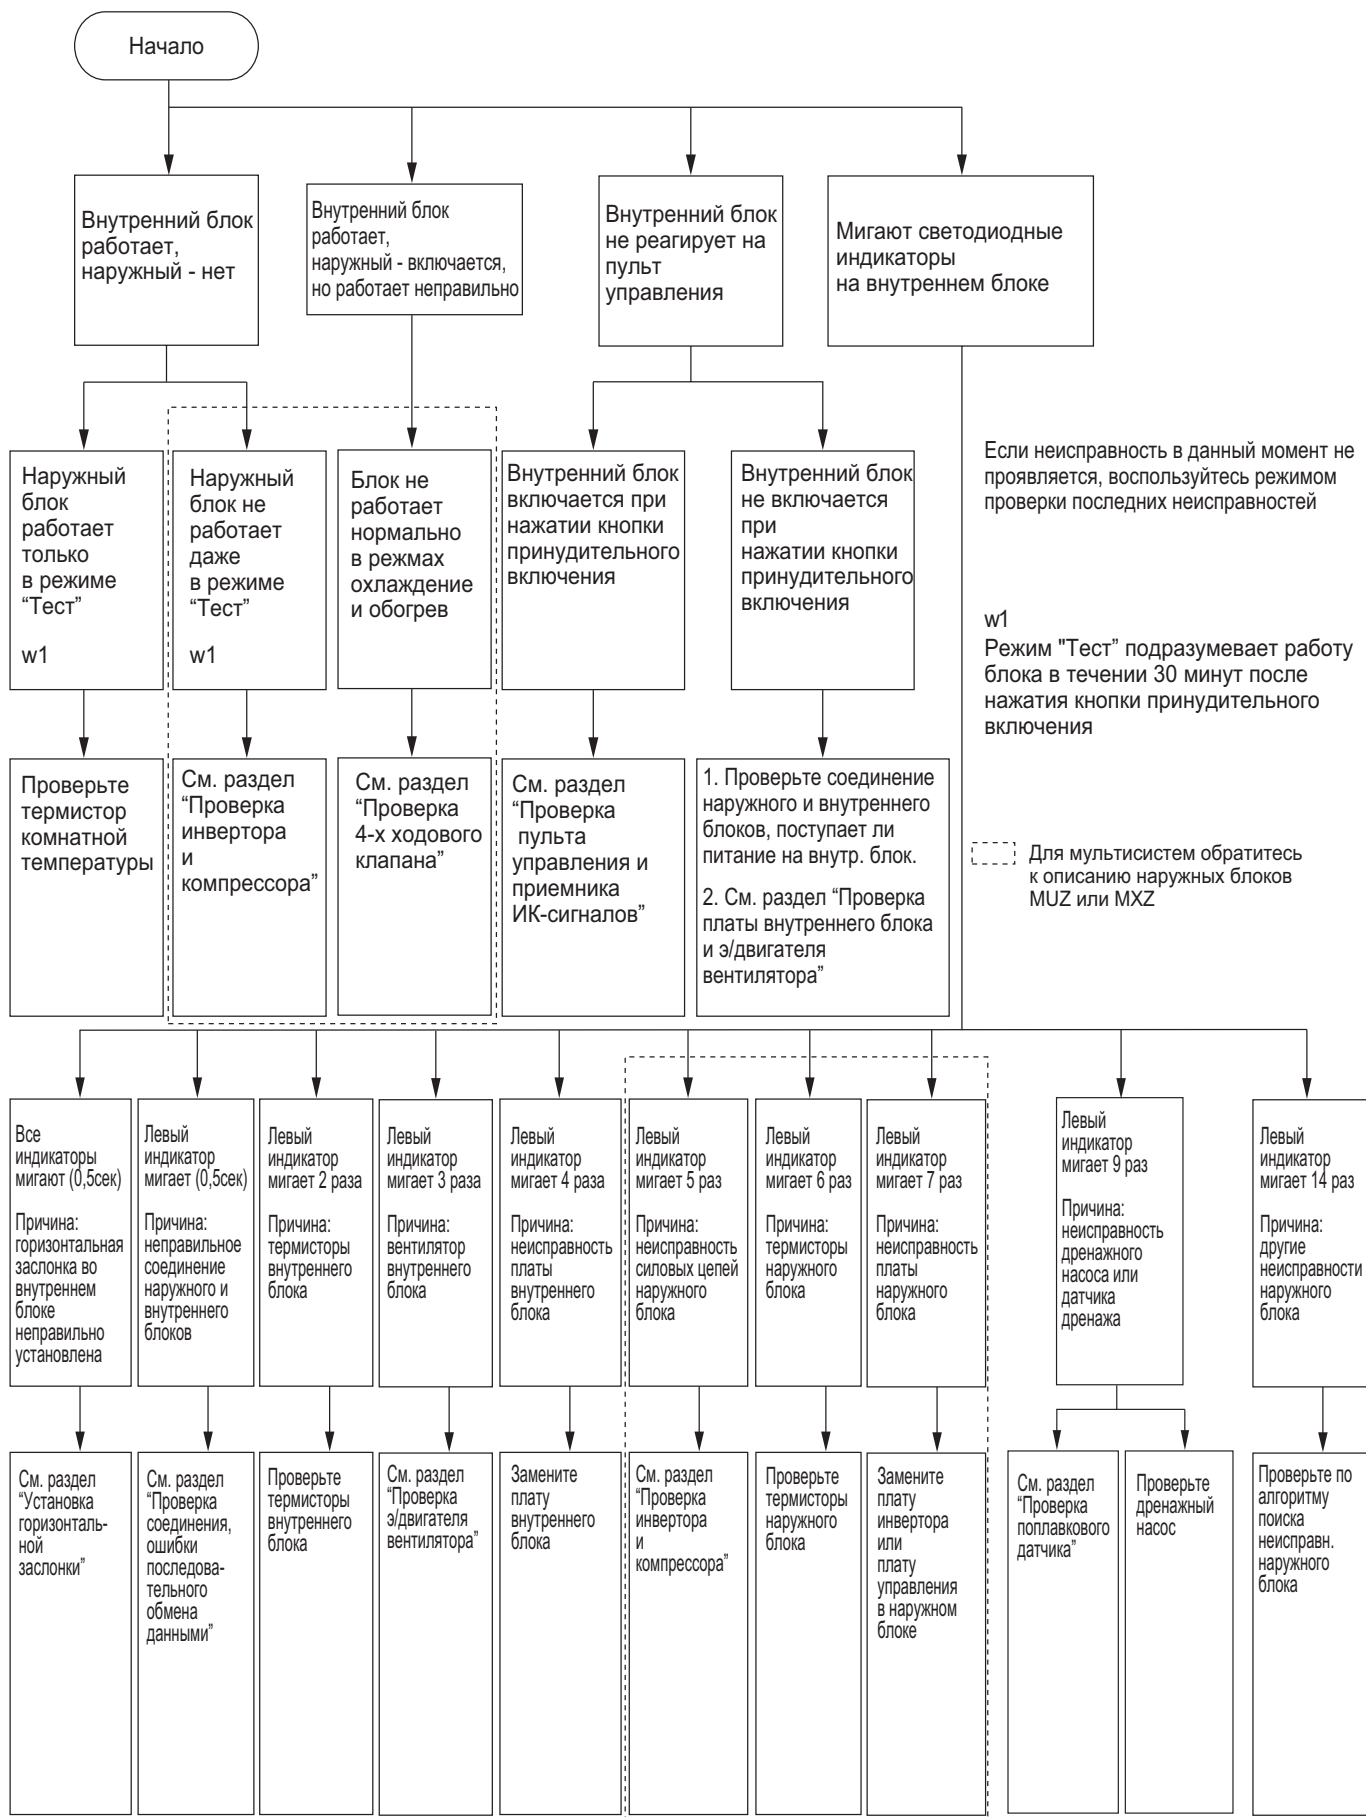 Начало
Внутренний блок
работает,
наружный - нет
Внутренний блок
работает,
наружный - включается,
но работает неправильно
Внутренний блок
не реагирует на
пульт
управления
Мигают светодиодные
индикаторы
на внутреннем блоке
Наружный
блок
работает
только
в режиме
“Тест”
w1
Наружный
блок не
работает
даже
в режиме
“Тест”
w1
Блок не
работает
нормально
в режмах
охлаждение
и обогрев
Внутренний блок
включается при
нажатии кнопки
принудительного
включения
Внутренний блок
не включается
при
нажатии кнопки
принудительного
включения
Если неисправность в данный момент не
проявляется, воспользуйтесь режимом
проверки последних неисправностей
w1
Режим "Тест” подразумевает работу
блока в течении 30 минут после
нажатия кнопки принудительного
включения
Проверьте
термистор
комнатной
температуры
См. раздел
“Проверка
инвертора
и
компрессора”
См. раздел
“Проверка
4-х ходового
клапана”
См. раздел
“Проверка
пульта
управления и
приемника
ИК-сигналов”
1. Проверьте соединение
наружного и внутреннего
блоков, поступает ли
питание на внутр. блок.
2. См. раздел “Проверка
платы внутреннего блока
и э/двигателя
вентилятора”
Для мультисистем обратитесь
к описанию наружных блоков
MUZ или MXZ
Все
индикаторы
мигают (0,5сек)
Причина:
горизонтальная
заслонка во
внутреннем
блоке
неправильно
установлена
Левый
индикатор
мигает (0,5сек)
Причина:
неправильное
соединение
наружного и
внутреннего
блоков
Левый
индикатор
мигает 2 раза
Причина:
термисторы
внутреннего
блока
Левый
индикатор
мигает 3 раза
Причина:
вентилятор
внутреннего
блока
Левый
индикатор
мигает 4 раза
Причина:
неисправность
платы
внутреннего
блока
Левый
индикатор
мигает 5 раз
Причина:
неисправность
силовых цепей
наружного
блока
Левый
индикатор
мигает 6 раз
Причина:
термисторы
наружного
блока
Левый
индикатор
мигает 7 раз
Причина:
неисправность
платы
наружного
блока
Левый
индикатор
мигает 9 раз
Причина:
неисправность
дренажного
насоса или
датчика
дренажа
Левый
индикатор
мигает 14 раз
Причина:
другие
неисправности
наружного
блока
См. раздел
“Установка
горизонталь-
ной
заслонки”
См. раздел
“Проверка
соединения,
ошибки
последова-
тельного
обмена
данными”
Проверьте
термисторы
внутреннего
блока
См. раздел
“Проверка
э/двигателя
вентилятора”
Замените
плату
внутреннего
блока
См. раздел
“Проверка
инвертора
и
компрессора”
Проверьте
термисторы
наружного
блока
Замените
плату
инвертора
или
плату
управления
в наружном
блоке
См. раздел
“Проверка
поплавкового
датчика”
Проверьте
дренажный
насос
Проверьте по
алгоритму
поиска
неисправн.
наружного
блока